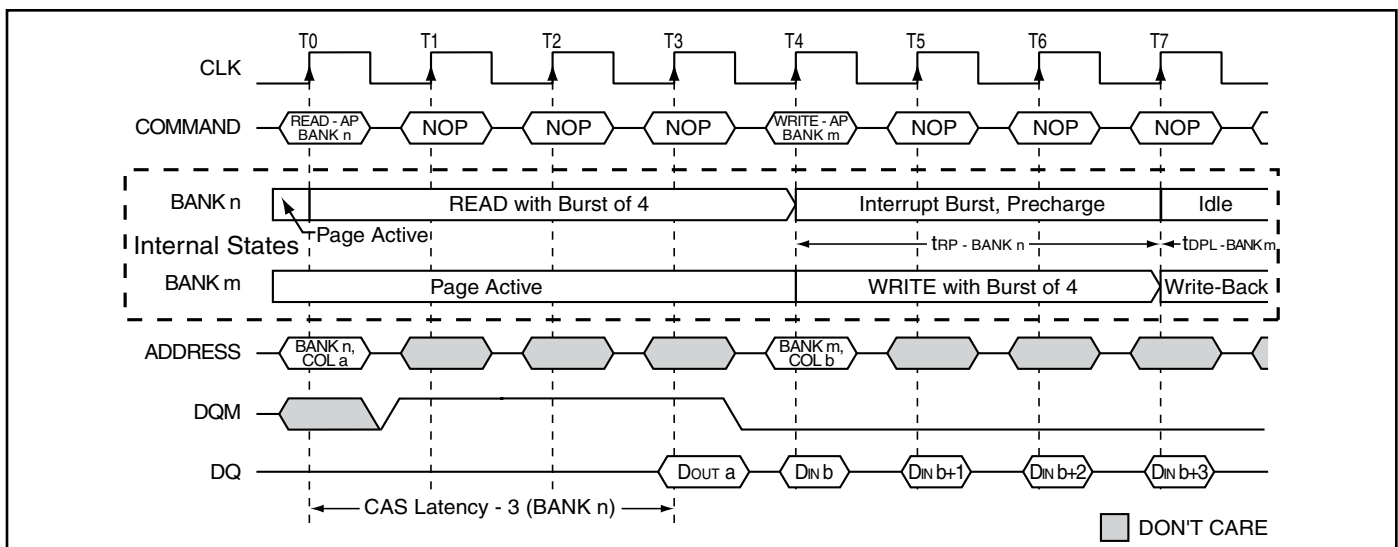 T0 T1 T2 T3 T4 T5 T6 T7
CLK
COMMAND READ - AP BANK n NOP NOP NOP WRITE - AP BANK m NOP NOP NOP
BANK n READ with Burst of 4 Interrupt Burst, Precharge Idle
Internal States Page Active tRP - BANK n tDPL - BANK m
BANK m Page Active WRITE with Burst of 4 Write-Back
ADDRESS BANK n, COL a BANK m, COL b
DQM
DQ DOUT a DIN b DIN b+1 DIN b+2 DIN b+3
CAS Latency - 3 (BANK n)
DON'T CARE